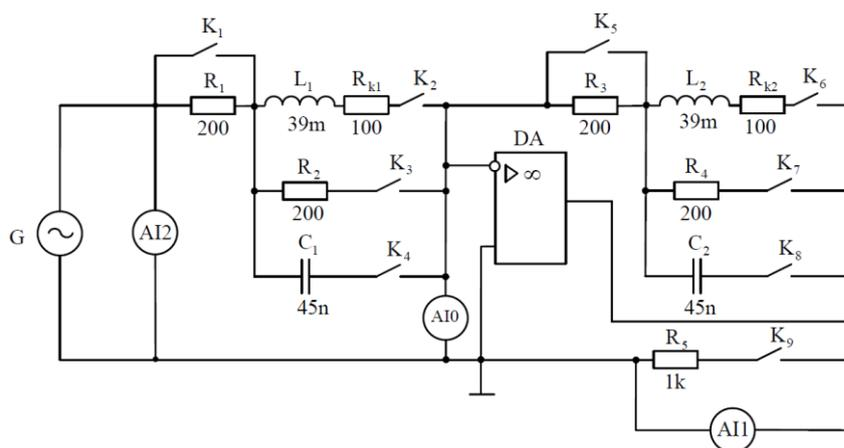 K1
K5
R1
L1
Rk1
K2
R3
L2
Rk2
K6
200
39m
100
200
39m
100
DA
∞
R2
K3
R4
K7
200
200
G
AI2
C1
K4
C2
K8
45n
45n
AI0
R5
K9
1k
AI1